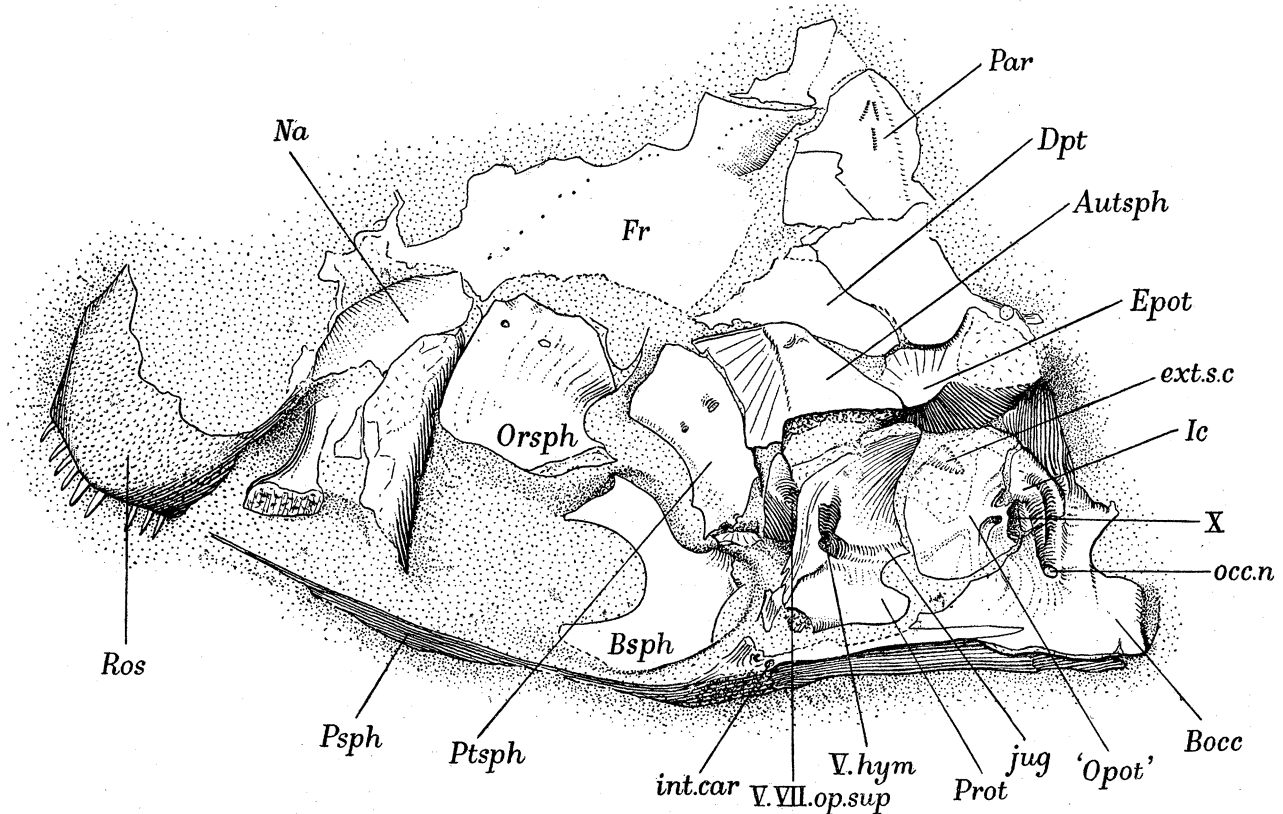 Par
Na
Dpt
Autsph
Fr
Epot
ext.s.c
Ic
Orsph
X
occ.n
Bsph
Ros
Psph
Ptsph
Bocc
int.car
V.VII.op.sup
V.hym
Prot
jug
‘Opot’